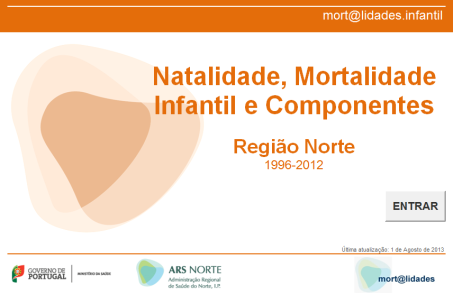 mort@lidades.infantil
Natalidade, Mortalidade
Infantil e Componentes
Região Norte
1996-2012
ENTRAR
Última atualização: 1 de Agosto de 2013
GOVERNO DE
PORTUGAL
MINISTÉRIO DA SAÚDE
ARS NORTE
Administração Regional
de Saúde do Norte, I.P.
mort@lidades